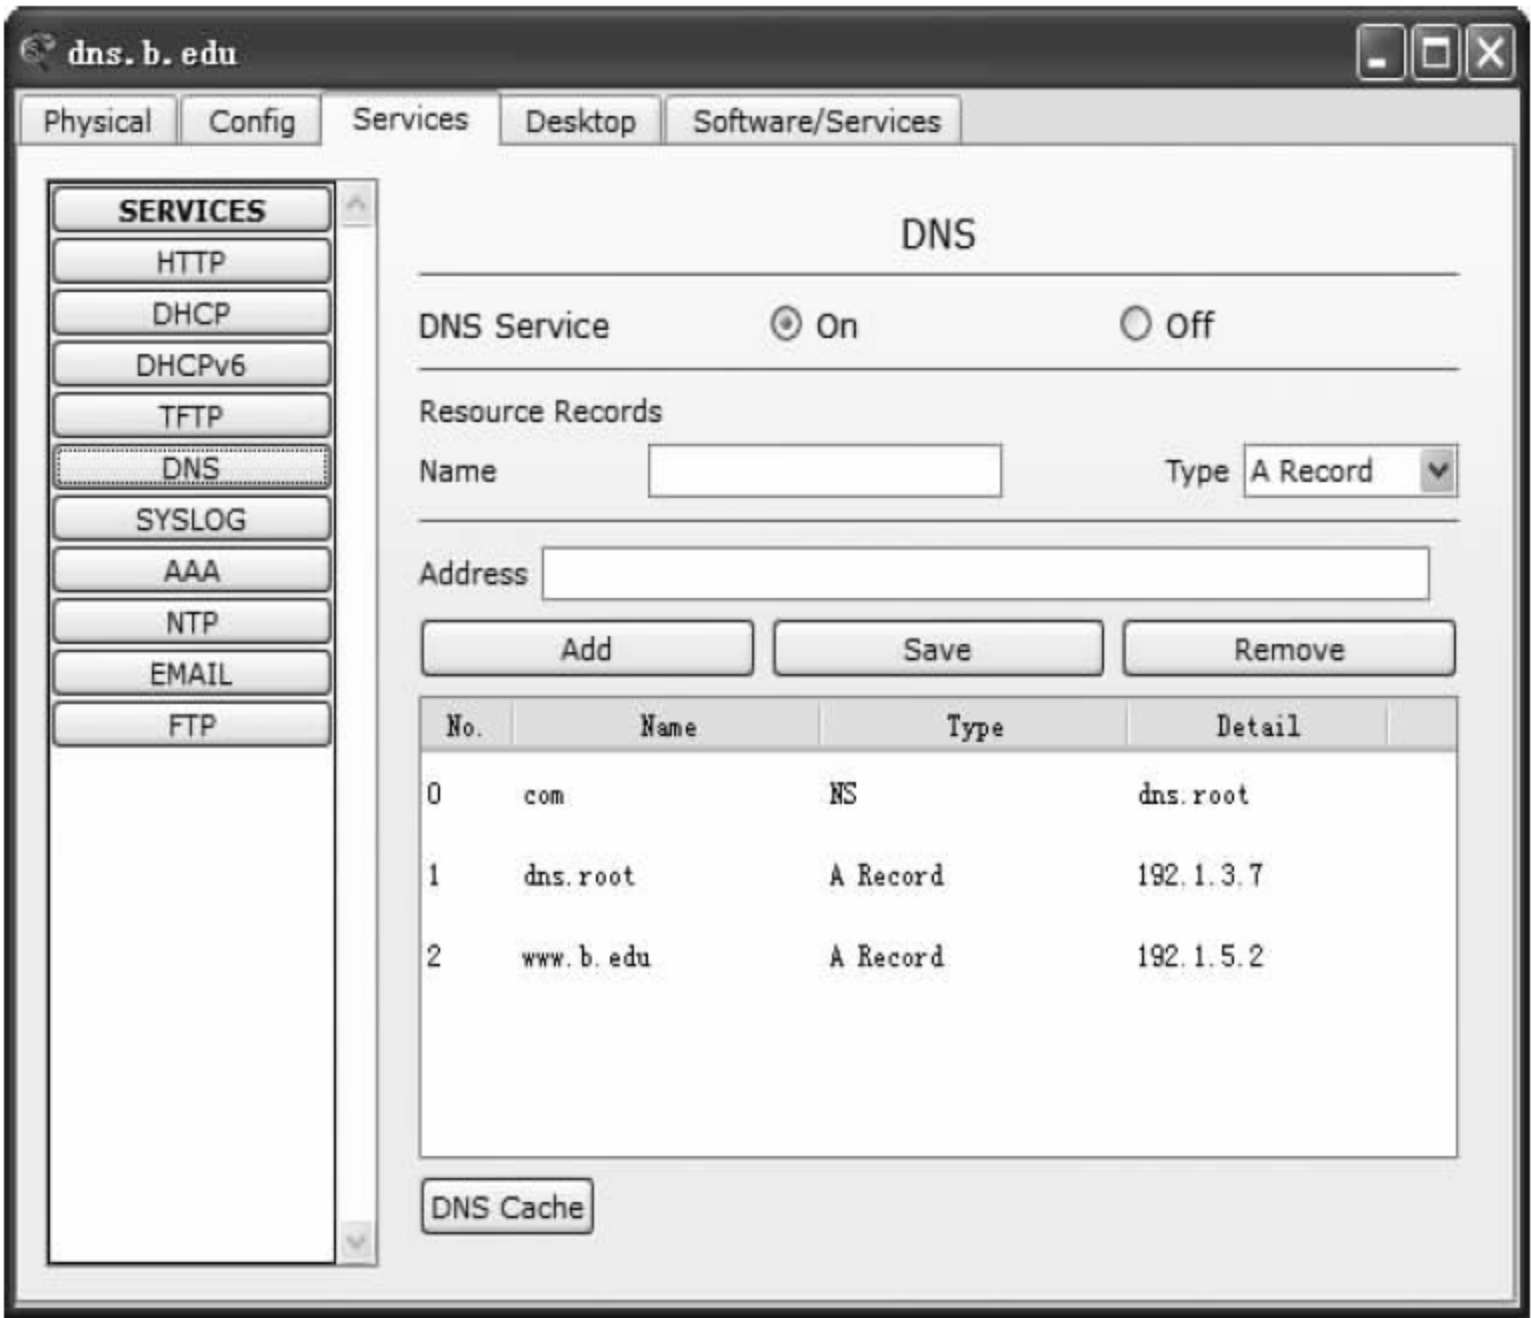 dns.b.edu
Physical Config Services Desktop Software/Services
SERVICES
HTTP
DHCP
DHCPv6
TFTP
DNS
SYSLOG
AAA
NTP
EMAIL
FTP
DNS
DNS Service On Off
Resource Records
Name Type A Record
Address
Add Save Remove
No. Name Type Detail
0 com NS dns.root
1 dns.root A Record 192.1.3.7
2 www.b.edu A Record 192.1.5.2
DNS Cache